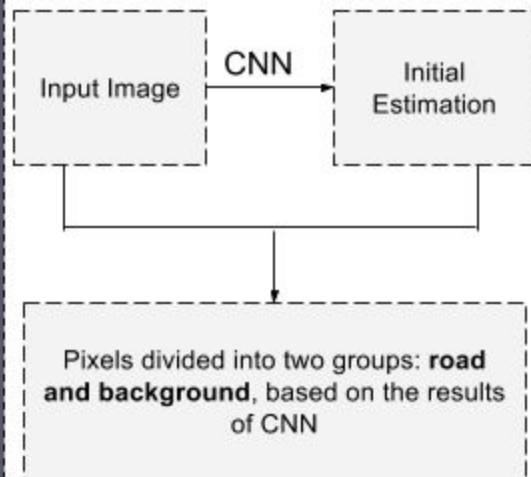 CNN
Input Image
Initial
Estimation
Pixels divided into two groups: road
and background, based on the results
of CNN